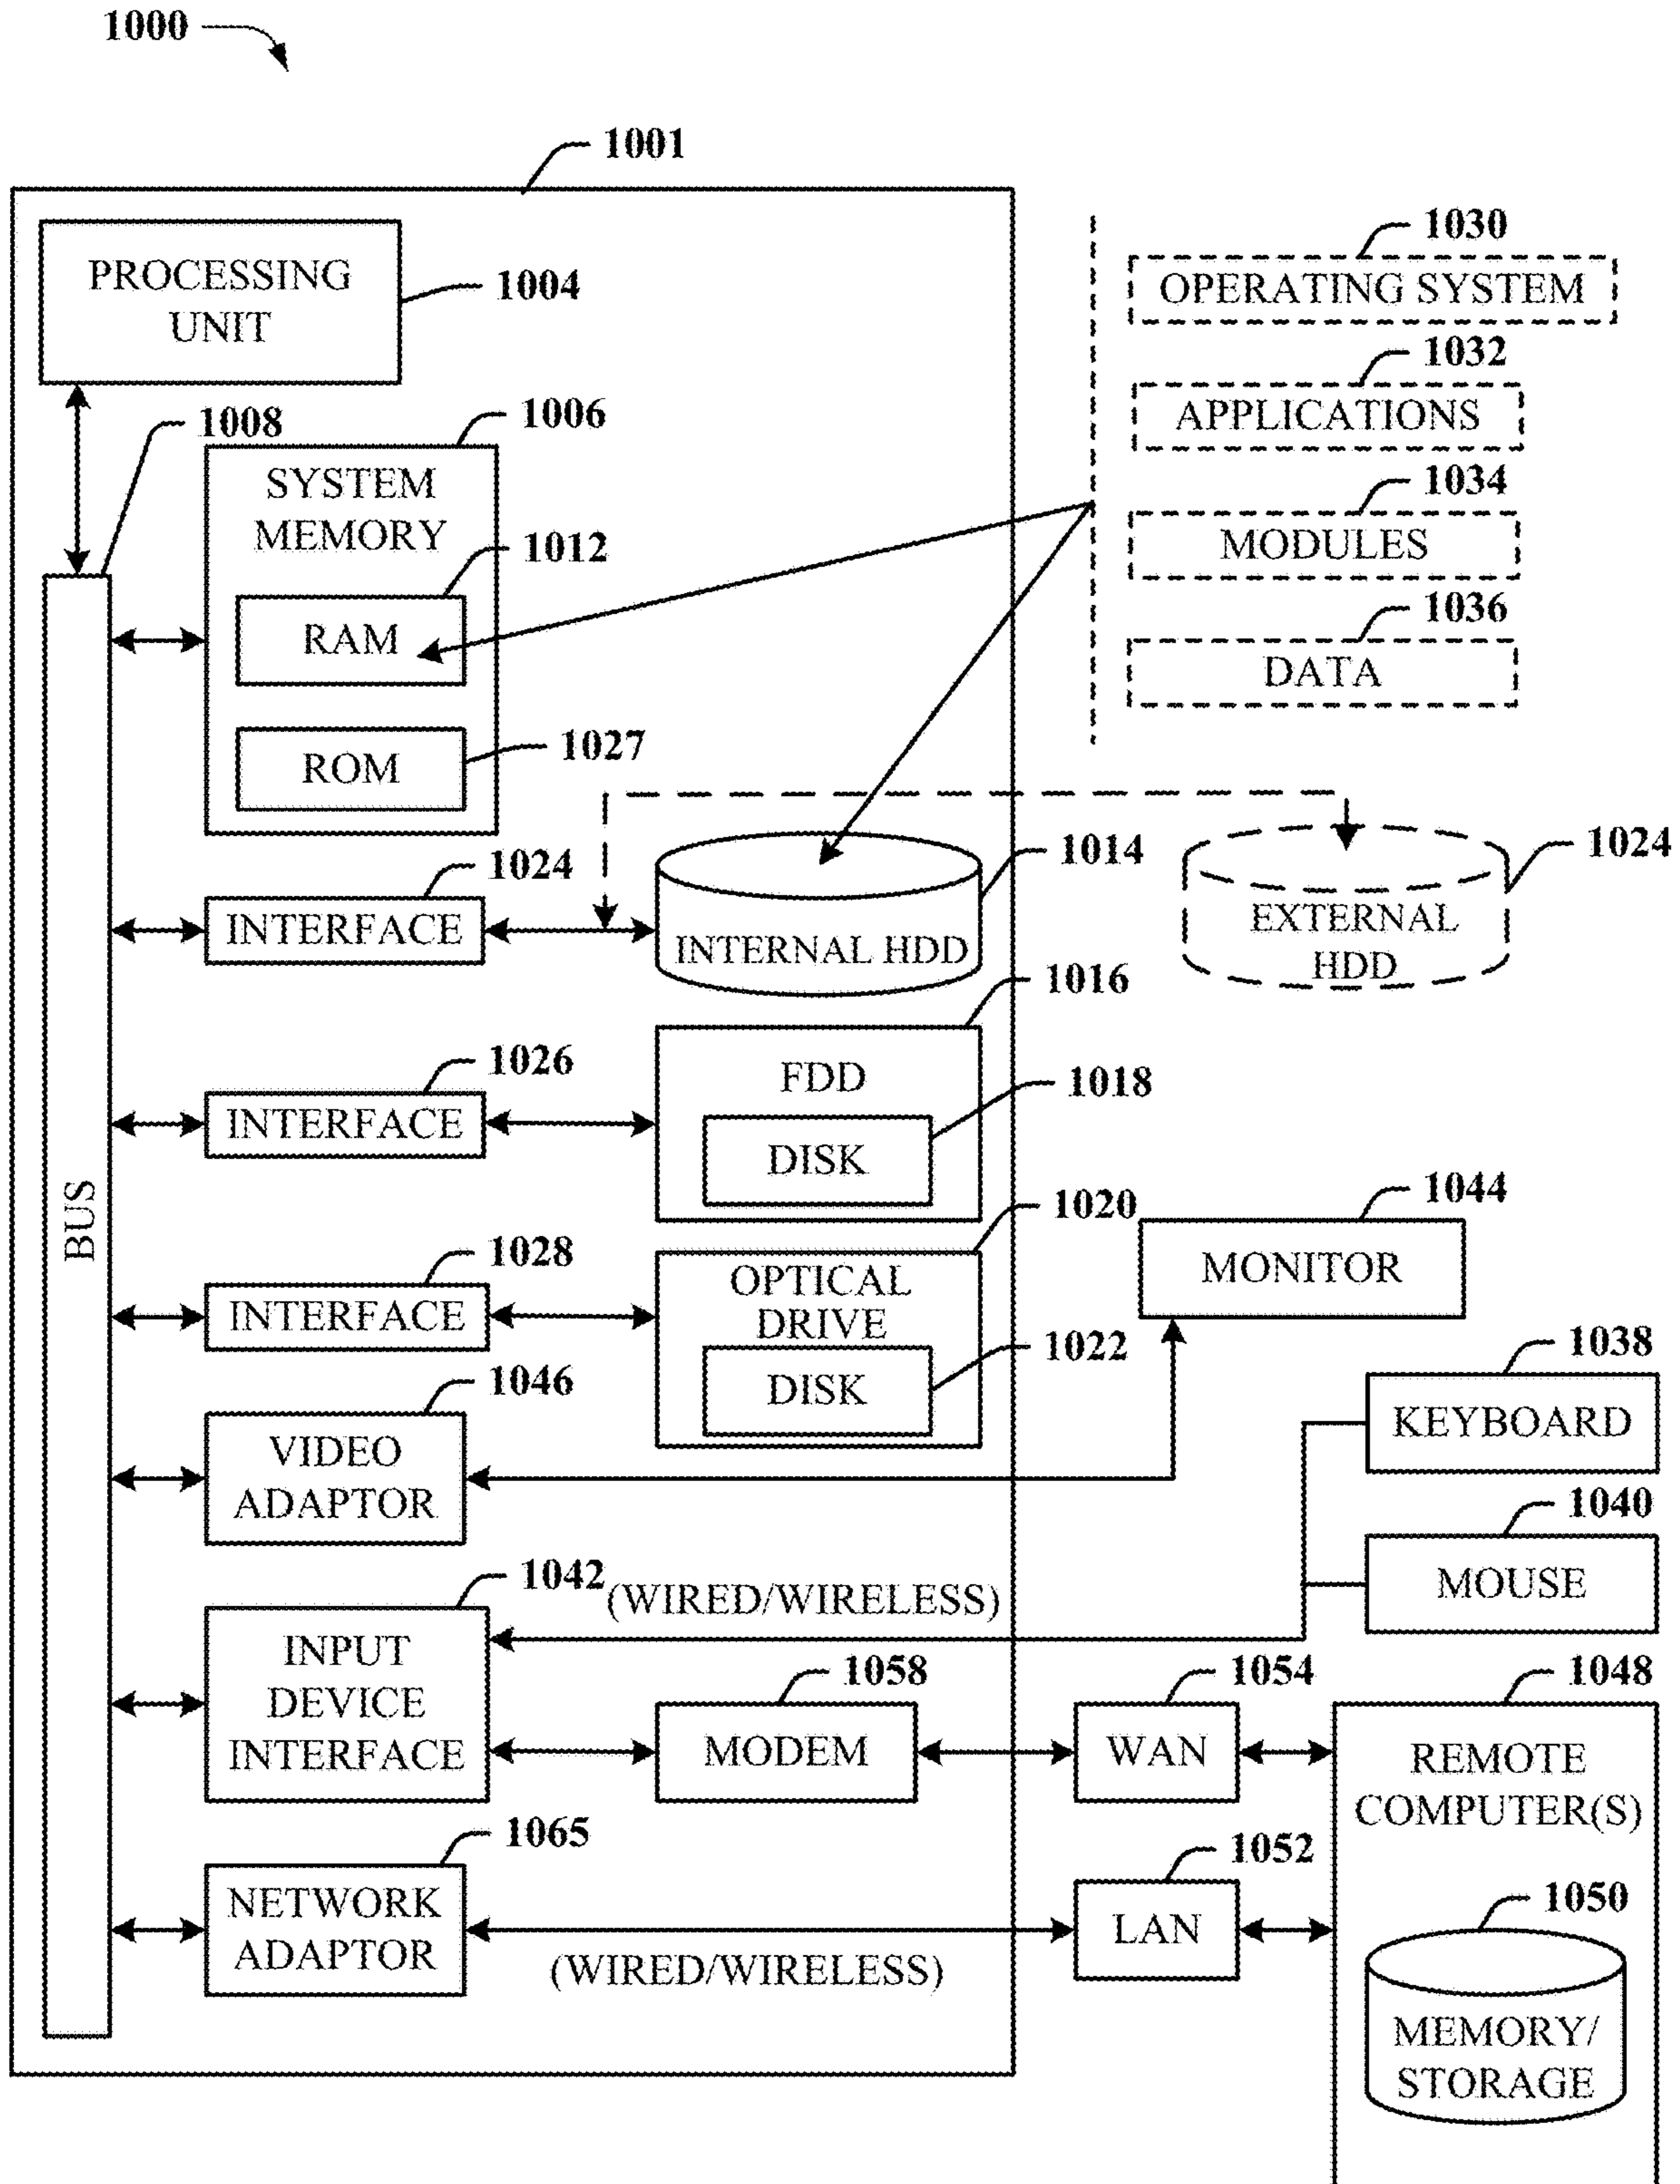 1000
1001
PROCESSING
UNIT
1004
1008
1006
SYSTEM
MEMORY
1012
RAM
ROM
1027
1030
OPERATING SYSTEM
1032
APPLICATIONS
1034
MODULES
1036
DATA
1024
INTERFACE
1014
INTERNAL HDD
1024
EXTERNAL
HDD
1026
INTERFACE
1016
FDD
1018
DISK
BUS
1028
INTERFACE
1020
OPTICAL
DRIVE
1022
DISK
1044
MONITOR
1046
VIDEO
ADAPTOR
1038
KEYBOARD
1040
MOUSE
1042
(WIRED/WIRELESS)
INPUT
DEVICE
INTERFACE
1058
MODEM
1054
WAN
1048
REMOTE
COMPUTER(S)
1065
NETWORK
ADAPTOR
(WIRED/WIRELESS)
1052
LAN
1050
MEMORY/
STORAGE